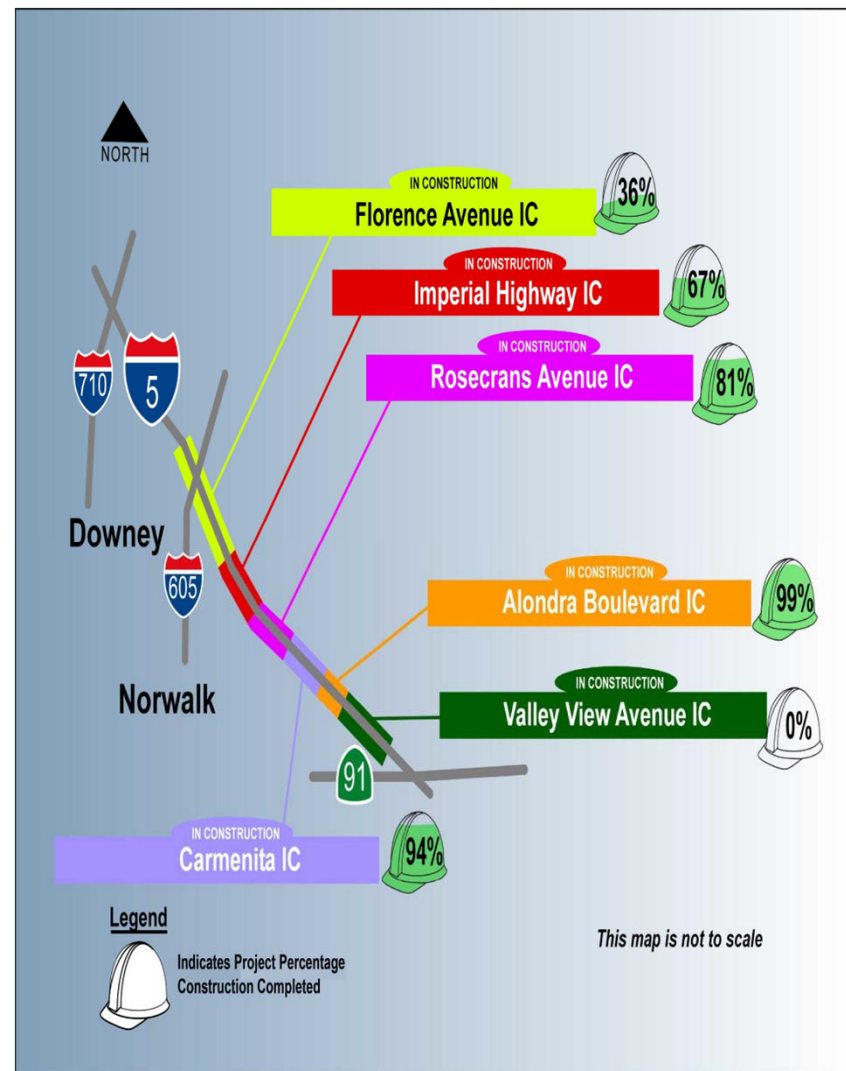 NORTH
IN CONSTRUCTION
Florence Avenue IC
36%
IN CONSTRUCTION
Imperial Highway IC
67%
IN CONSTRUCTION
Rosecrans Avenue IC
81%
710
5
Downey
605
Norwalk
IN CONSTRUCTION
Alondra Boulevard IC
99%
IN CONSTRUCTION
Valley View Avenue IC
0%
91
IN CONSTRUCTION
Carmenita IC
94%
Legend
Indicates Project Percentage
Construction Completed
This map is not to scale